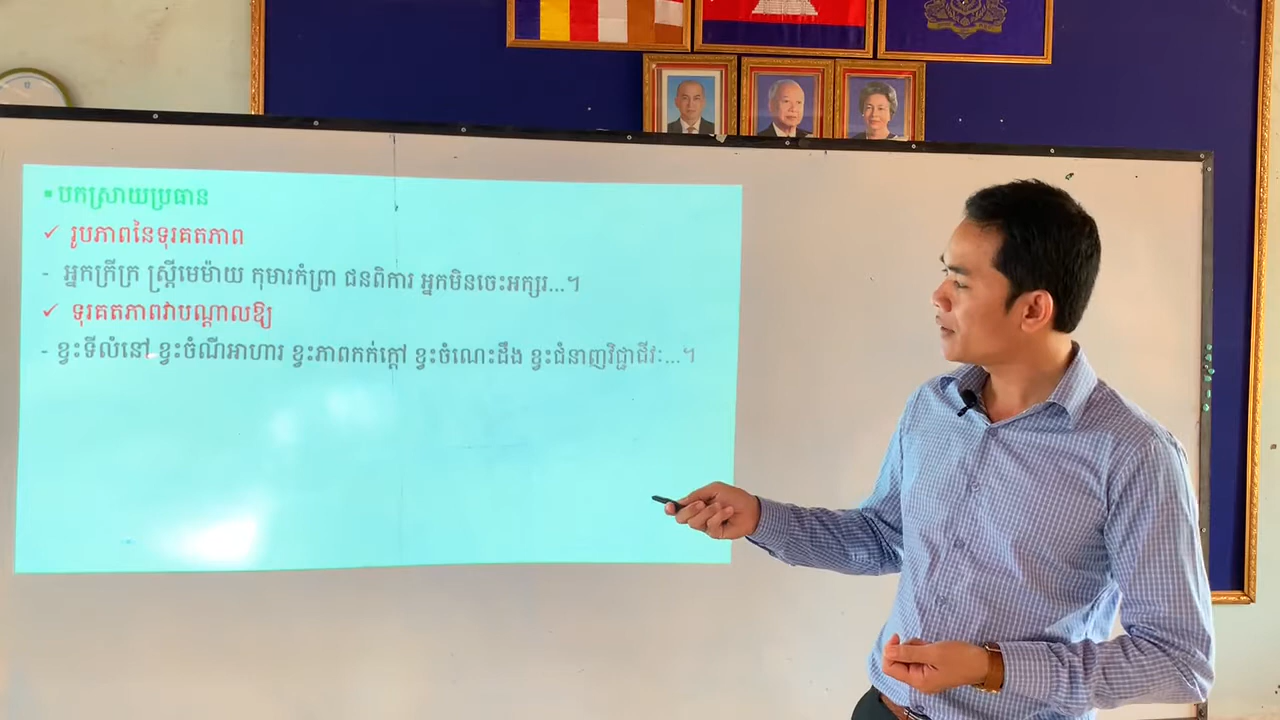 ▪ បកស្រាយប្រធាន
✓ រូបភាពនៃទុរគតភាព
- អ្នកក្រីក្រ ស្ត្រីមេម៉ាយ កុមារកំព្រា ជនពិការ អ្នកមិនចេះអក្សរ...។
✓ ទុរគតភាពវាបណ្តាលឱ្យ
- ខ្វះទីលំនៅ ខ្វះចំណីអាហារ ខ្វះភាពកក់ក្តៅ ខ្វះចំណេះដឹង ខ្វះជំនាញវិជ្ជាជីវៈ...។